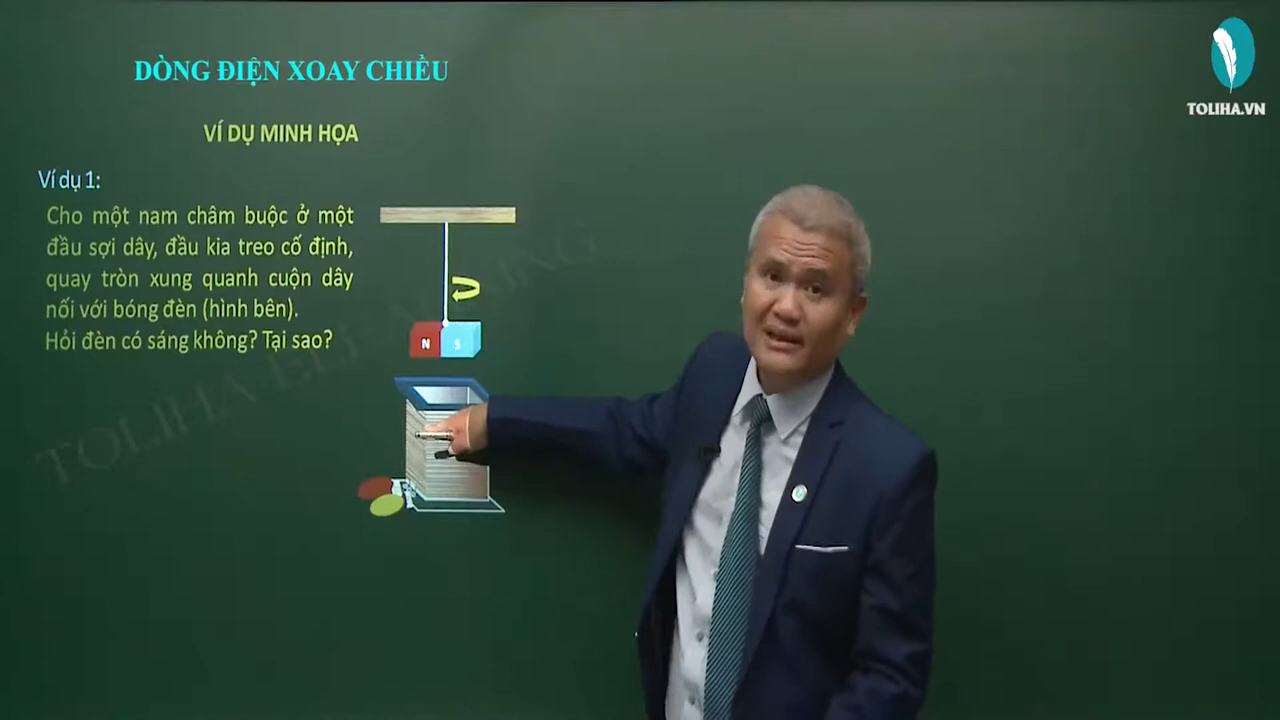 TOLIHA.VN
DÒNG ĐIỆN XOAY CHIỀU
VÍ DỤ MINH HỌA
Ví dụ 1:
Cho một nam châm buộc ở một
đầu sợi dây, đầu kia treo cố định,
quay tròn xung quanh cuộn dây
nối với bóng đèn (hình bên).
Hỏi đèn có sáng không? Tại sao?
N S
TOLIHA ELEARNING